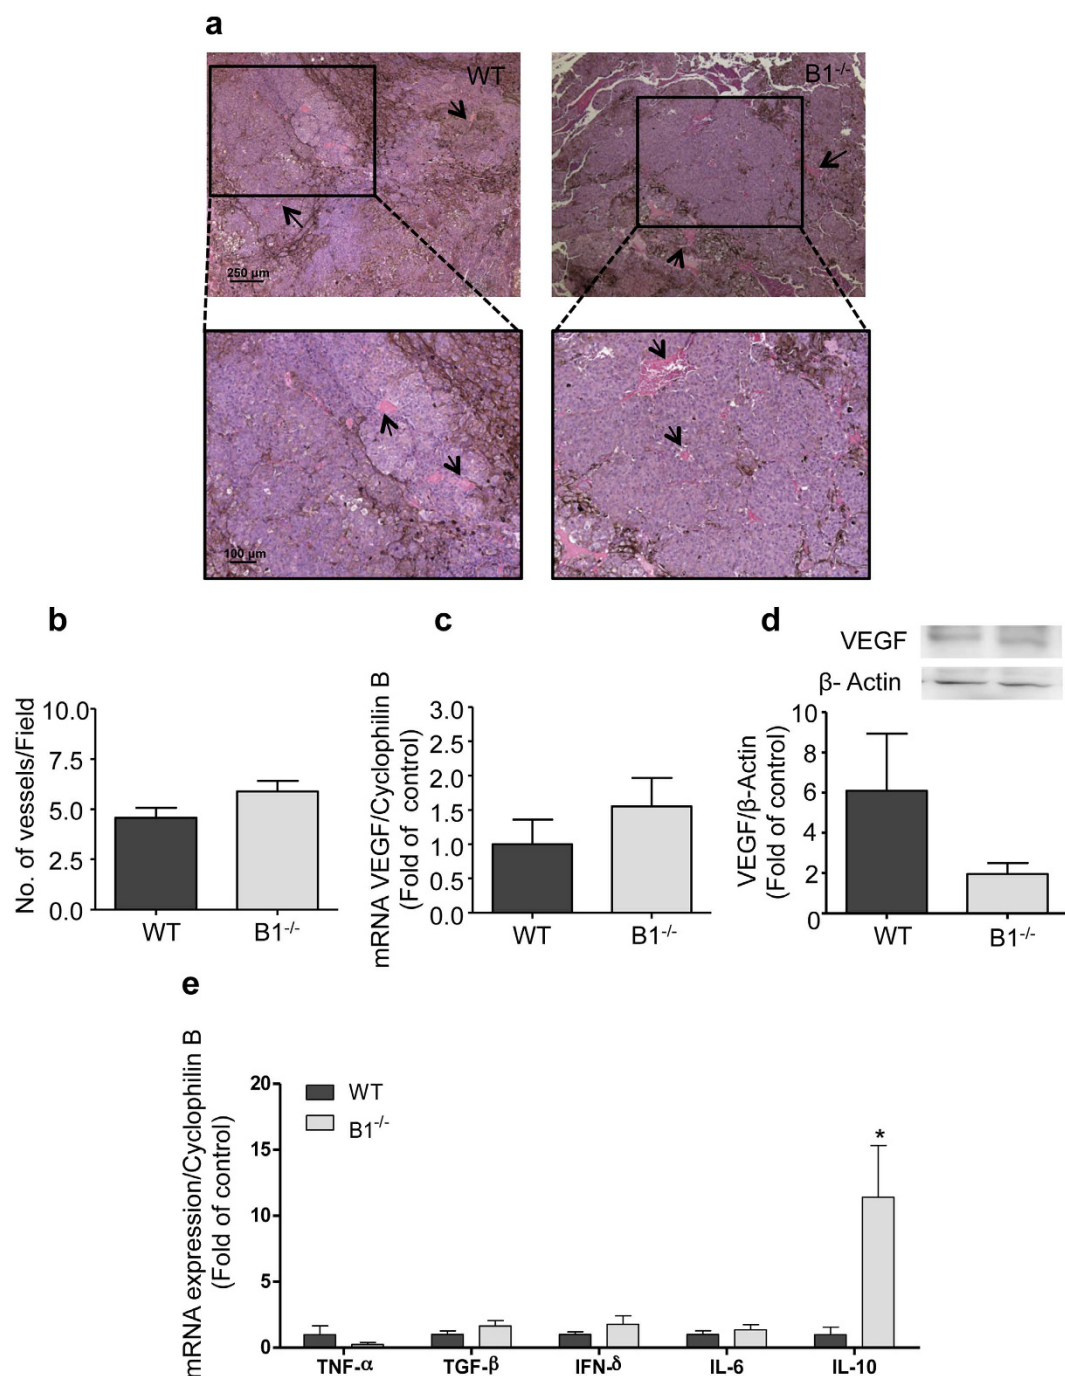 a
WT
B1-/-
250 µm
100 µm
b
No. of vessels/Field
10.0
7.5
5.0
2.5
0.0
WT
B1-/-
c
mRNA VEGF/Cyclophilin B
(Fold of control)
3.0
2.5
2.0
1.5
1.0
0.5
0.0
WT
B1-/-
d
VEGF
β- Actin
VEGF/β-Actin
(Fold of control)
10
8
6
4
2
0
WT
B1-/-
e
mRNA expression/Cyclophilin B
(Fold of control)
WT
B1-/-
20
15
10
5
0
*
TNF-α
TGF-β
IFN-δ
IL-6
IL-10